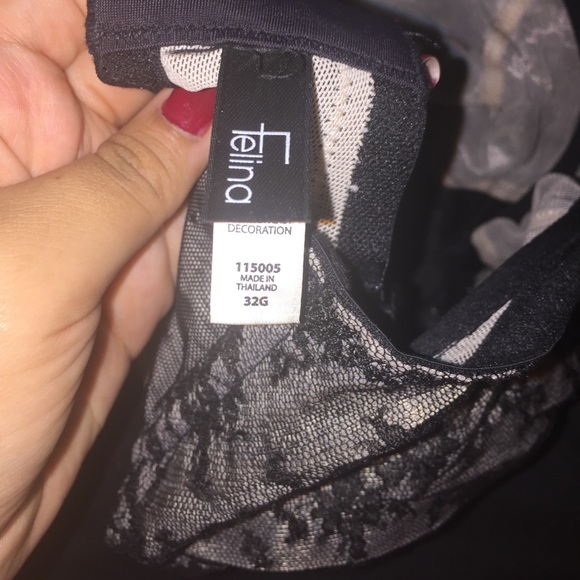 Felina
DECORATION
115005
MADE IN
THAILAND
32G